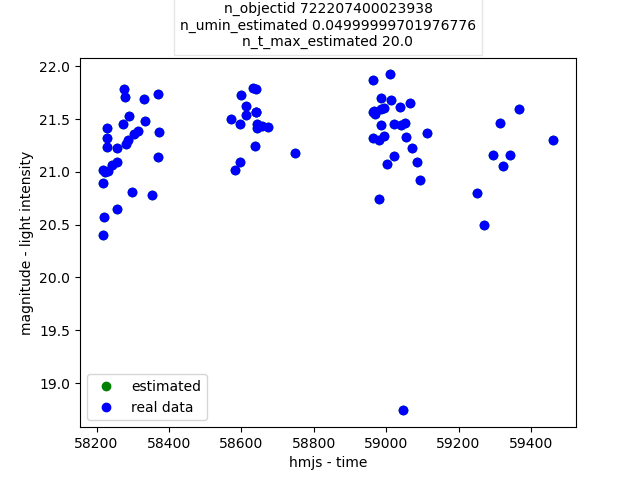 n_objectid 722207400023938
n_umin_estimated 0.04999999701976776
n_t_max_estimated 20.0
22.0
21.5
21.0
20.5
20.0
19.5
19.0
magnitude - light intensity
estimated
real data
58200 58400 58600 58800 59000 59200 59400
hmjs - time